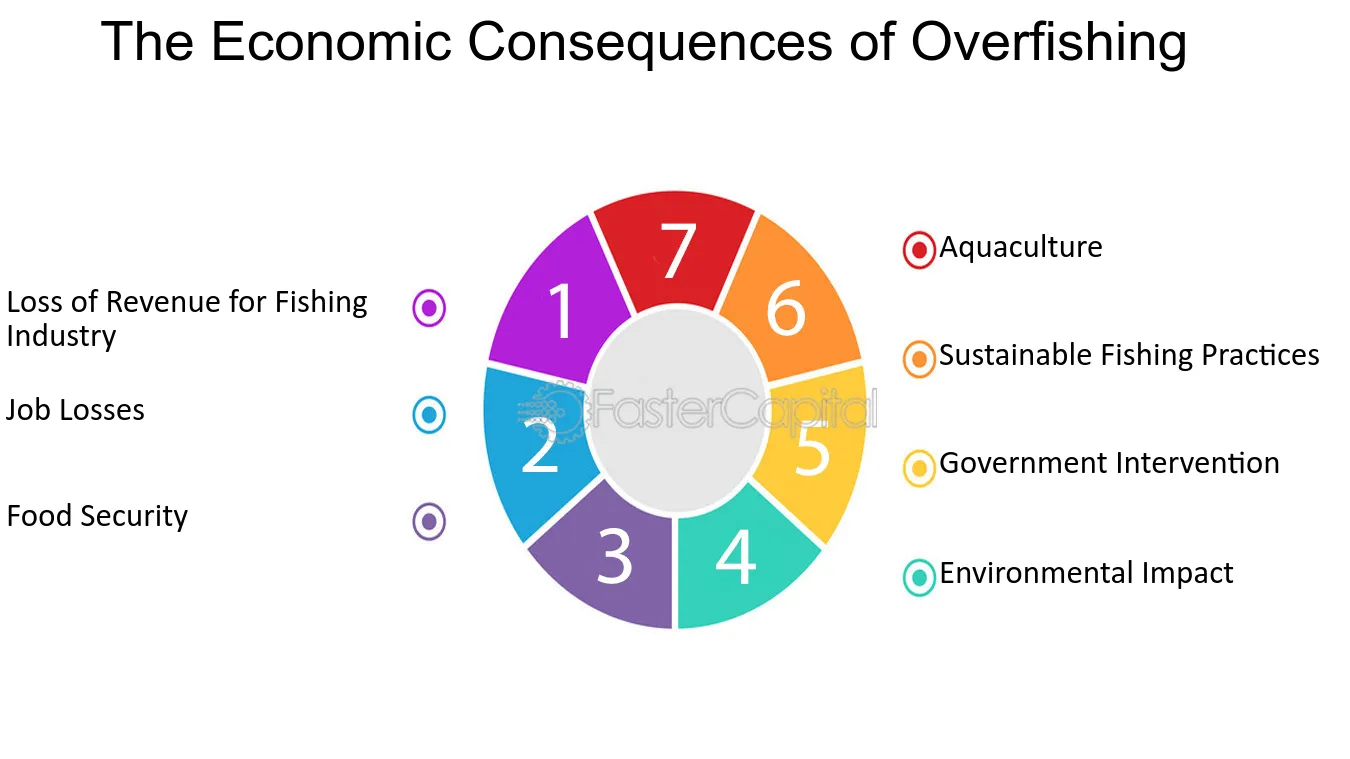 The Economic Consequences of Overfishing
Loss of Revenue for Fishing
Industry
Job Losses
Food Security
7
1
6
2
5
3
4
FasterCapital
Aquaculture
Sustainable Fishing Practices
Government Intervention
Environmental Impact